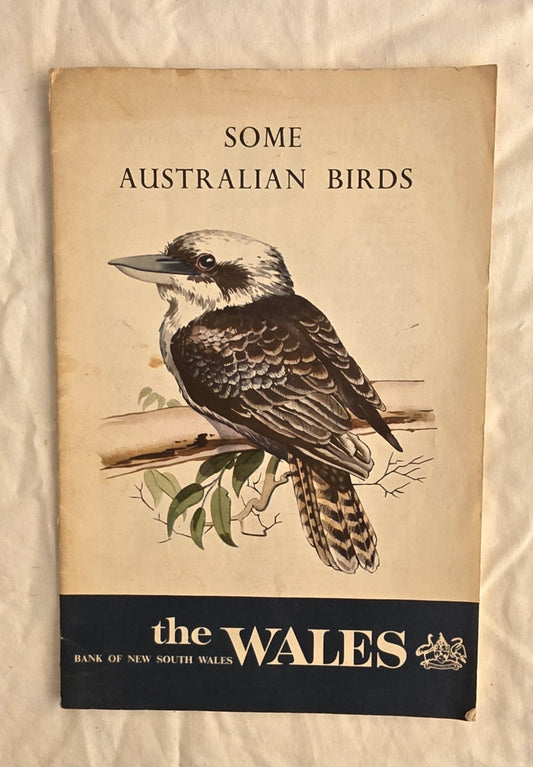 SOME
AUSTRALIAN BIRDS
the WALES
BANK OF NEW SOUTH WALES